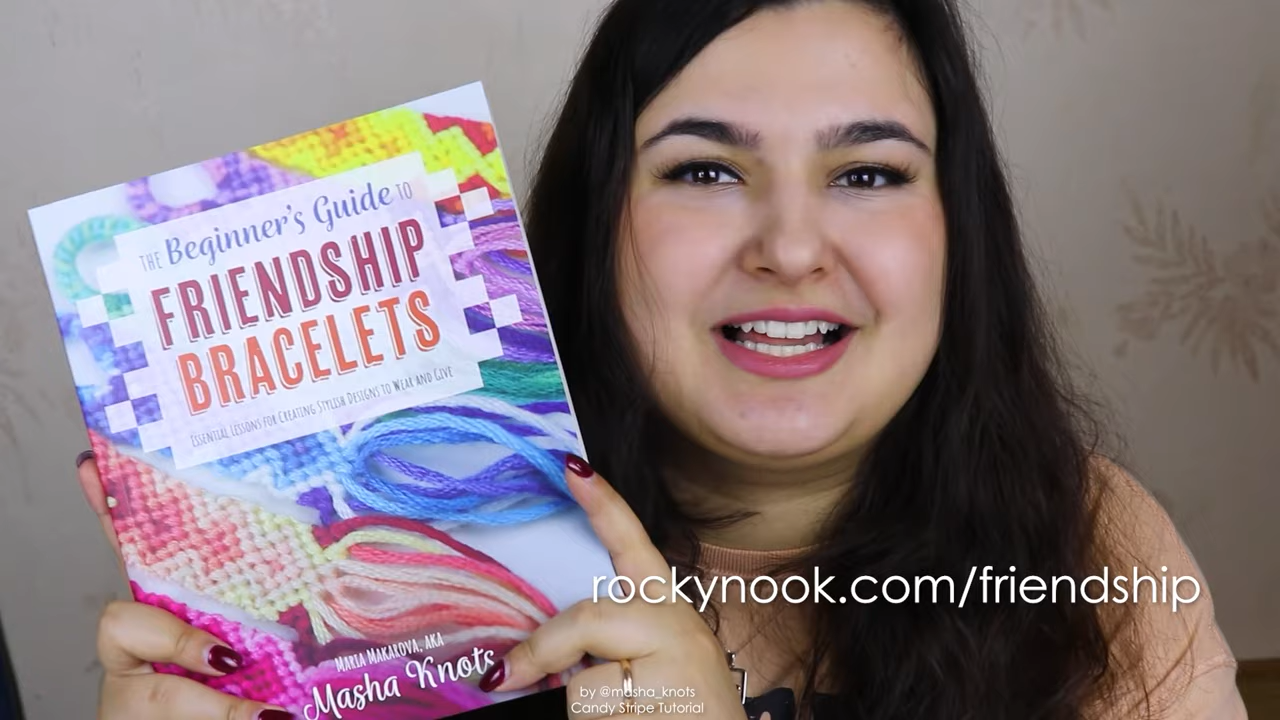 THE Beginner's Guide TO
FRIENDSHIP
BRACELETS
ESSENTIAL LESSONS FOR CREATING STYLISH DESIGNS TO WEAR AND GIVE
MARIA MAKAROVA, AKA
Masha Knots
rockynook.com/friendship
by @masha_knots
Candy Stripe Tutorial